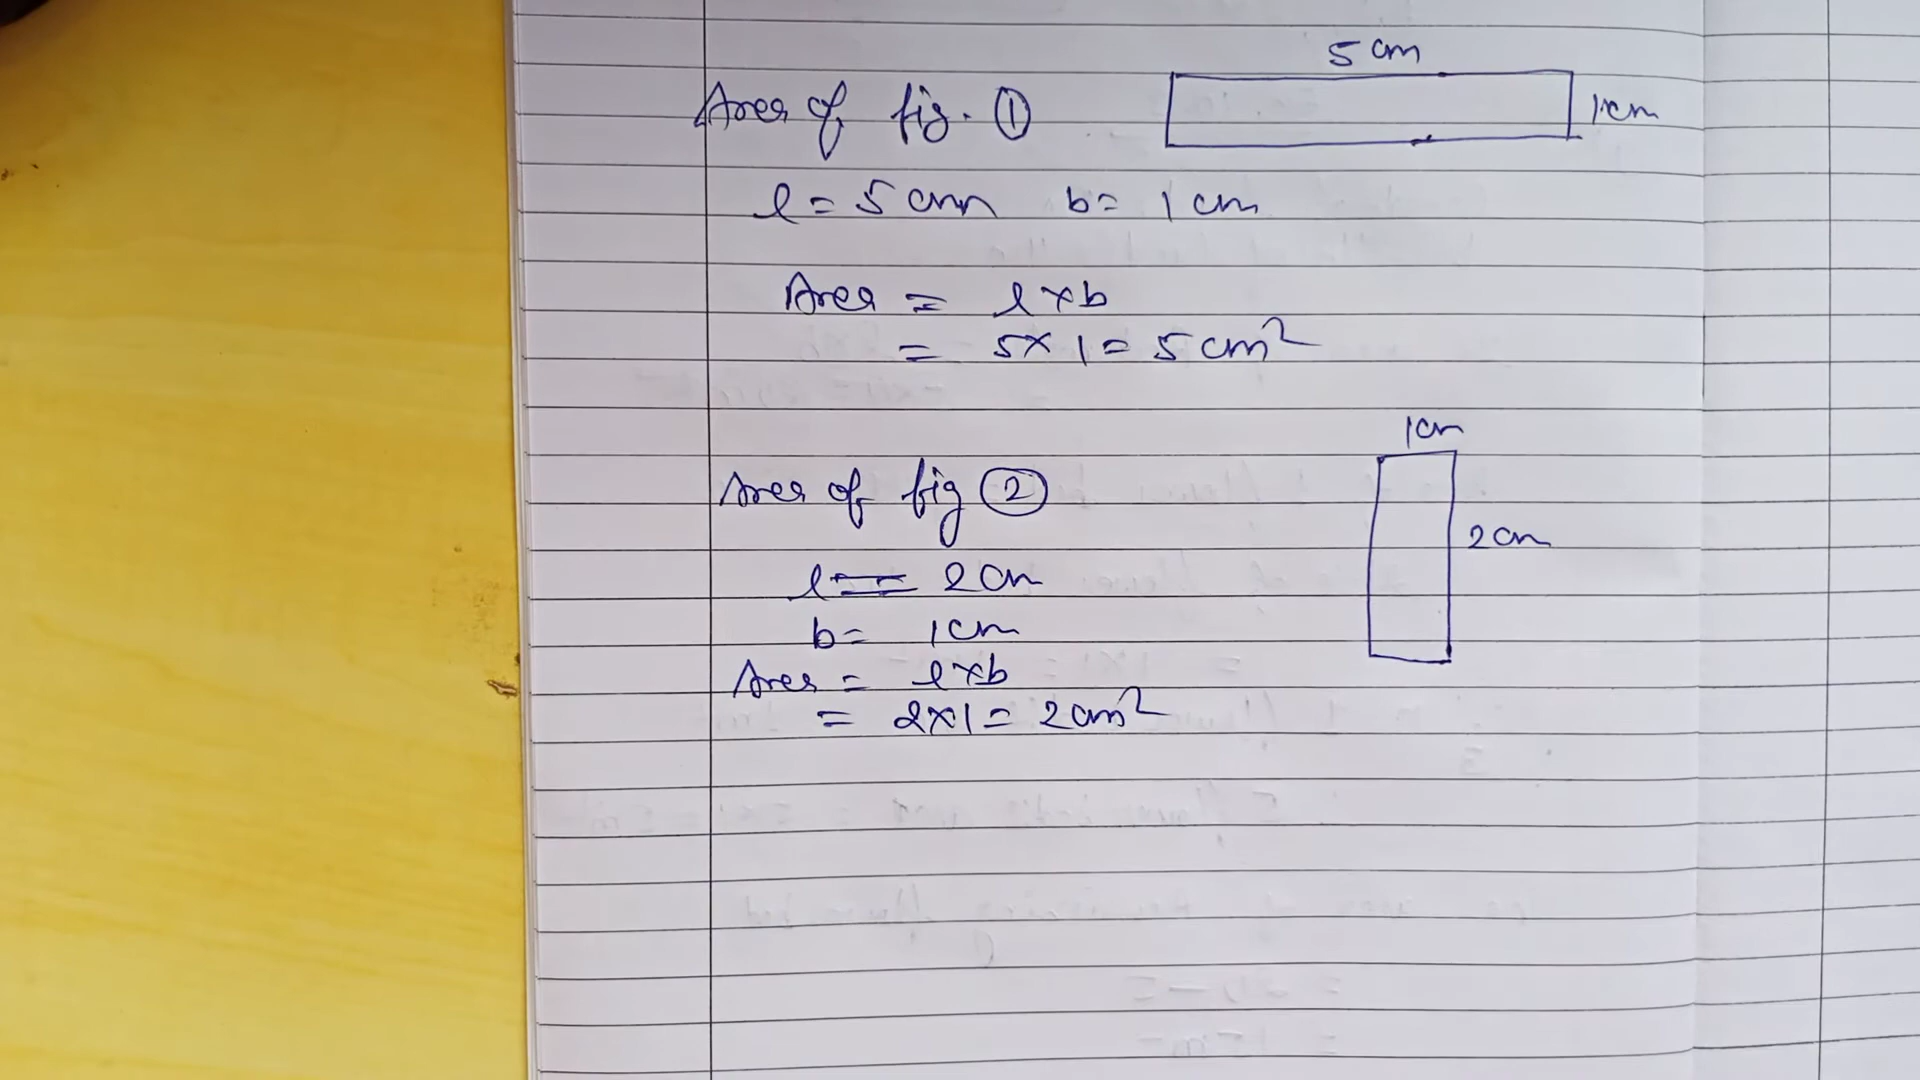 5 cm
Area of fig. ① 1cm
l = 5 cm b = 1 cm
Area = l × b
= 5 × 1 = 5 cm²
1cm
Area of fig ②
2 cm
l = 2 cm
b = 1 cm
Area = l × b
= 2 × 1 = 2 cm²